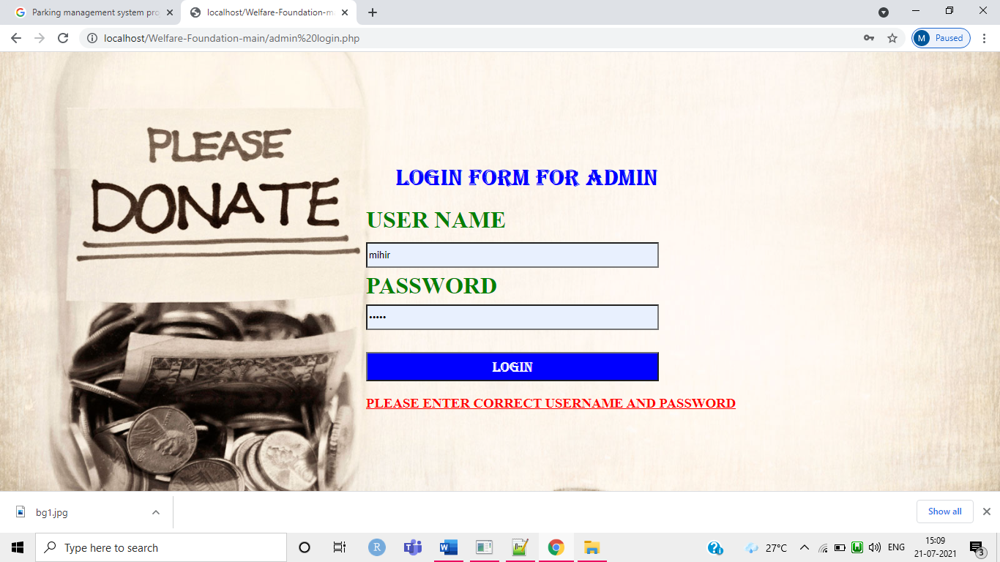 Parking management system pro
localhost/Welfare-Foundation-m
localhost/Welfare-Foundation-main/admin%20login.php
M Paused
PLEASE
DONATE
LOGIN FORM FOR ADMIN
USER NAME
mihir
PASSWORD
•••••
LOGIN
PLEASE ENTER CORRECT USERNAME AND PASSWORD
bg1.jpg
Show all
Type here to search
27°C
ENG
15:09
21-07-2021
3